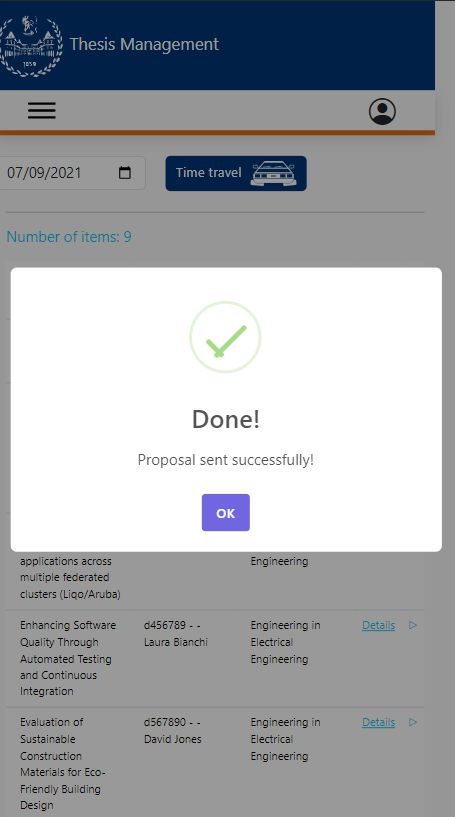 Thesis Management
1859
07/09/2021
Time travel
Number of items: 9
Done!
Proposal sent successfully!
OK
applications across
multiple federated
clusters (Liqo/Aruba)
Engineering
Enhancing Software
Quality Through
Automated Testing
and Continuous
Integration
d456789 - -
Laura Bianchi
Engineering in
Electrical
Engineering
Details
Evaluation of
Sustainable
Construction
Materials for Eco-
Friendly Building
Design
d567890 - -
David Jones
Engineering in
Electrical
Engineering
Details